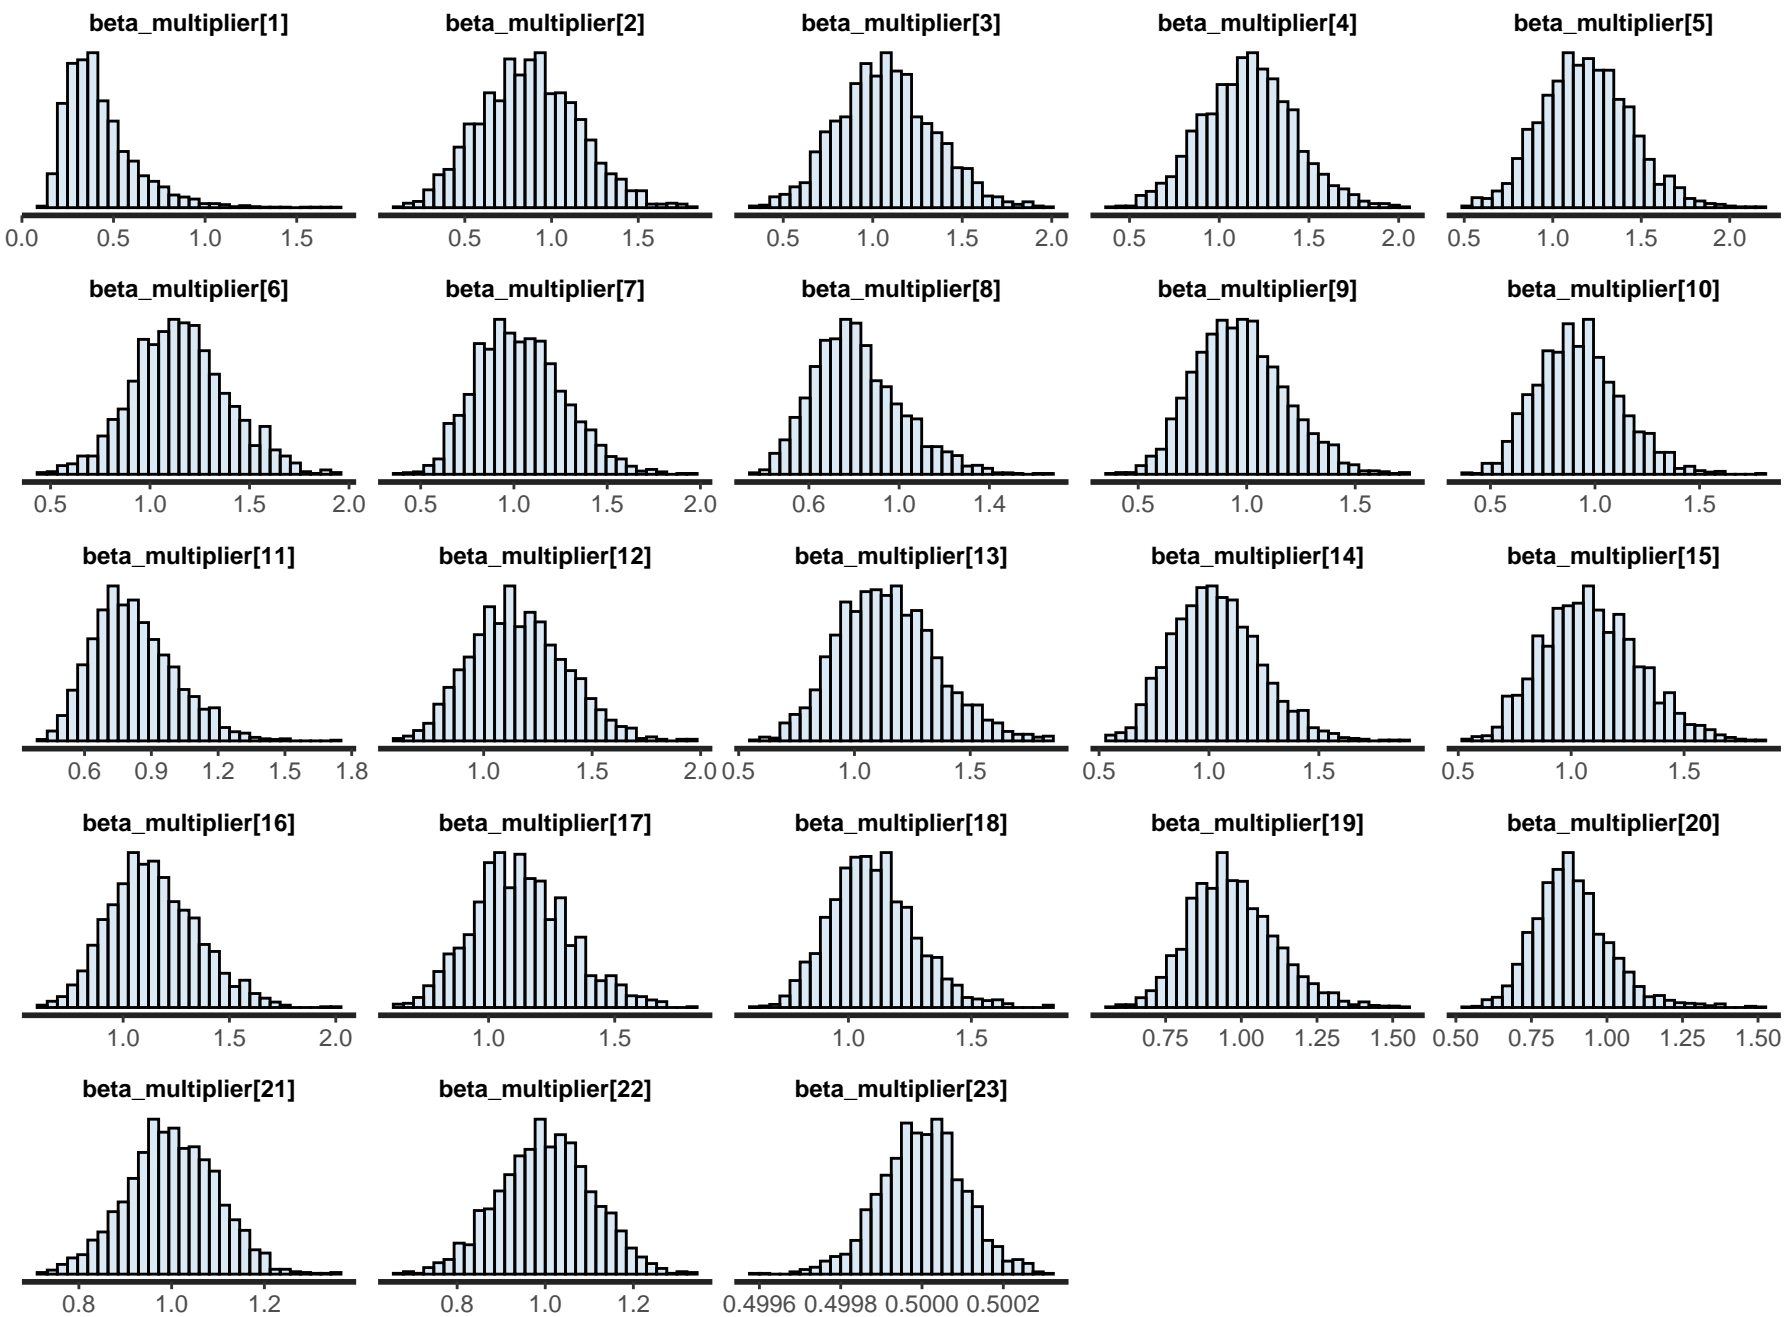 beta_multiplier[1] beta_multiplier[2] beta_multiplier[3] beta_multiplier[4] beta_multiplier[5]
0.0 0.5 1.0 1.5 0.5 1.0 1.5 0.5 1.0 1.5 2.0 0.5 1.0 1.5 2.0 0.5 1.0 1.5 2.0
beta_multiplier[6] beta_multiplier[7] beta_multiplier[8] beta_multiplier[9] beta_multiplier[10]
0.5 1.0 1.5 2.0 0.5 1.0 1.5 2.0 0.6 1.0 1.4 0.5 1.0 1.5 0.5 1.0 1.5
beta_multiplier[11] beta_multiplier[12] beta_multiplier[13] beta_multiplier[14] beta_multiplier[15]
0.6 0.9 1.2 1.5 1.8 1.0 1.5 2.0 0.5 1.0 1.5 0.5 1.0 1.5 0.5 1.0 1.5
beta_multiplier[16] beta_multiplier[17] beta_multiplier[18] beta_multiplier[19] beta_multiplier[20]
1.0 1.5 2.0 1.0 1.5 1.0 1.5 0.75 1.00 1.25 1.50 0.50 0.75 1.00 1.25 1.50
beta_multiplier[21] beta_multiplier[22] beta_multiplier[23]
0.8 1.0 1.2 0.8 1.0 1.2 0.4996 0.4998 0.5000 0.5002